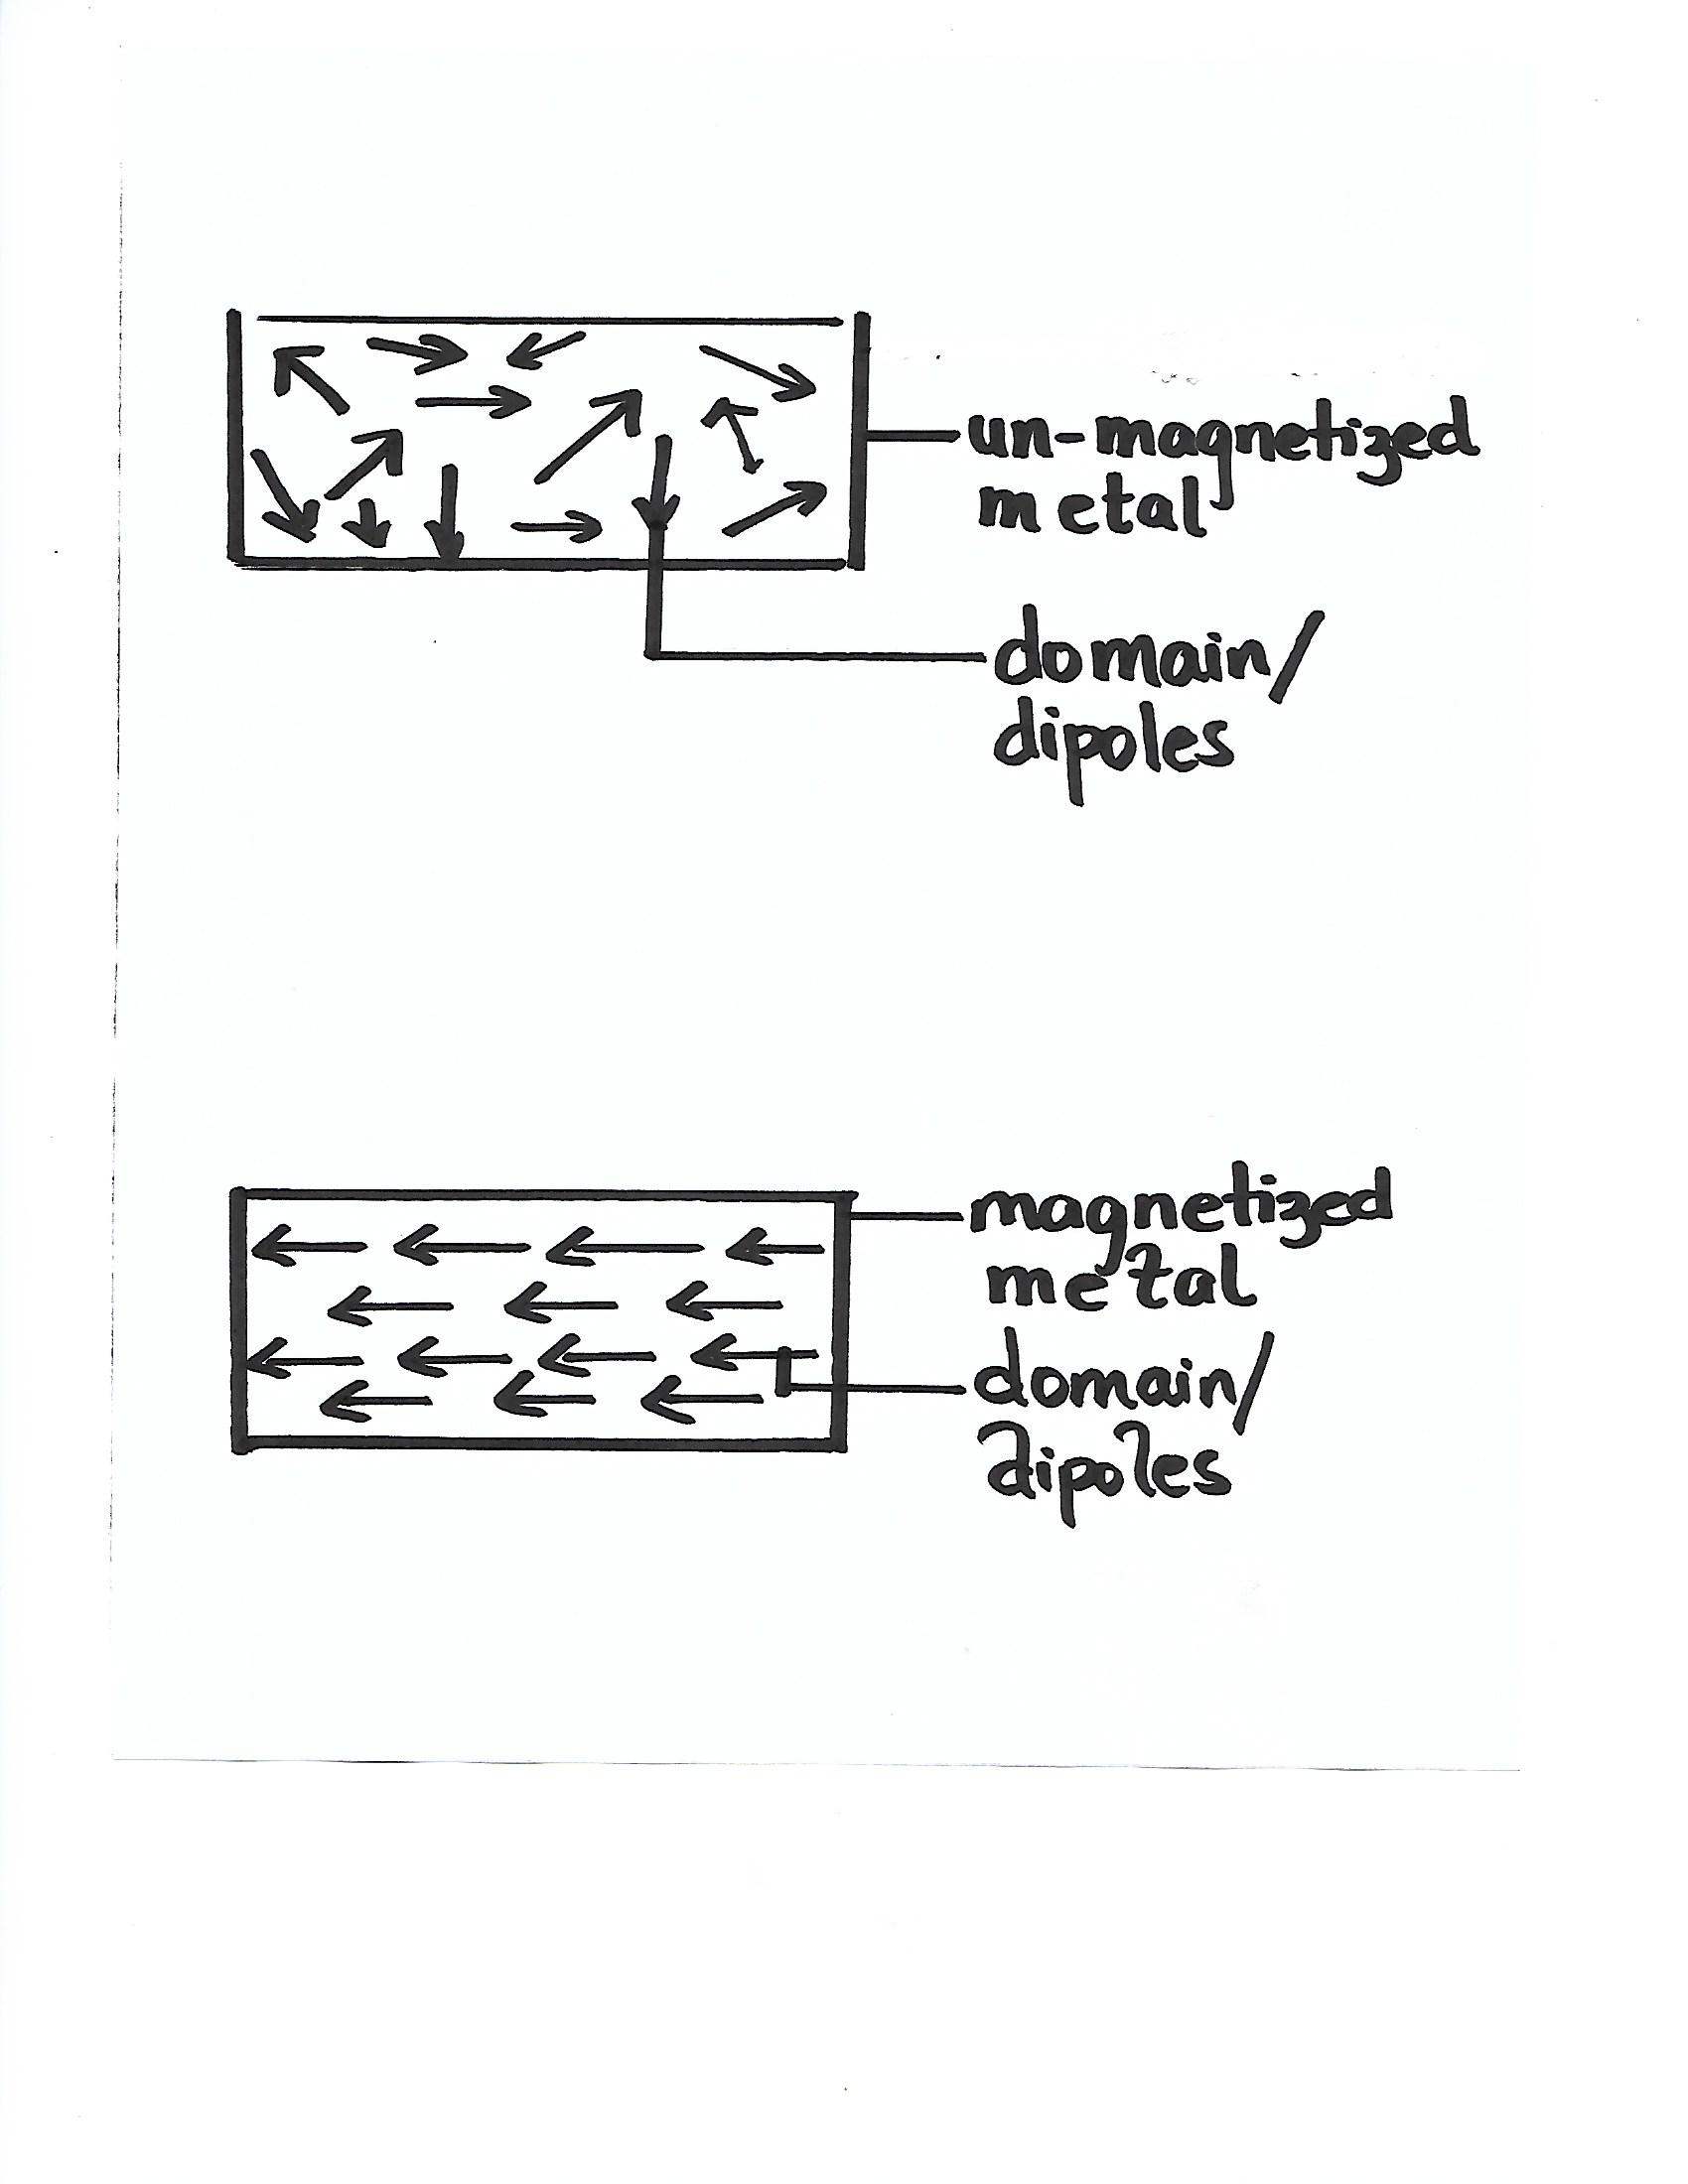 un-magnetized
metal
domain/
dipoles
magnetized
metal
domain/
dipoles